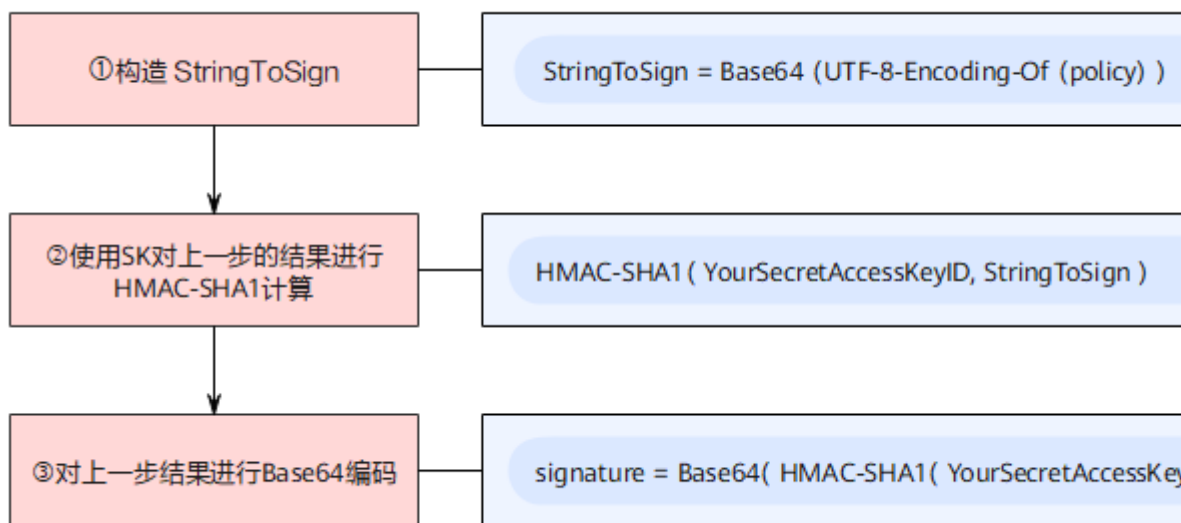 ①构造 StringToSign
StringToSign = Base64 (UTF-8-Encoding-Of (policy) )
②使用SK对上一步的结果进行
HMAC-SHA1计算
HMAC-SHA1( YourSecretAccessKeyID, StringToSign )
③对上一步结果进行Base64编码
signature = Base64( HMAC-SHA1( YourSecretAccessKey